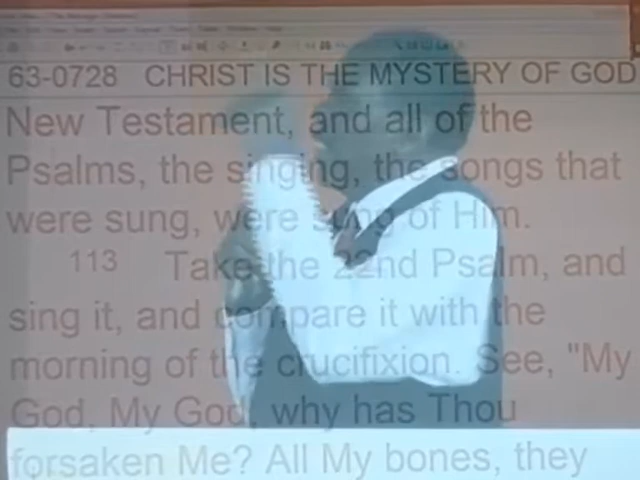 63-0728 CHRIST IS THE MYSTERY OF GOD
New Testament, and all of the
Psalms, the singing, the songs that
were sung, were sung of Him.
113 Take the 22nd Psalm, and
sing it, and compare it with the
morning of the crucifixion. See, "My
God, My God, why has Thou
forsaken Me? All My bones, they